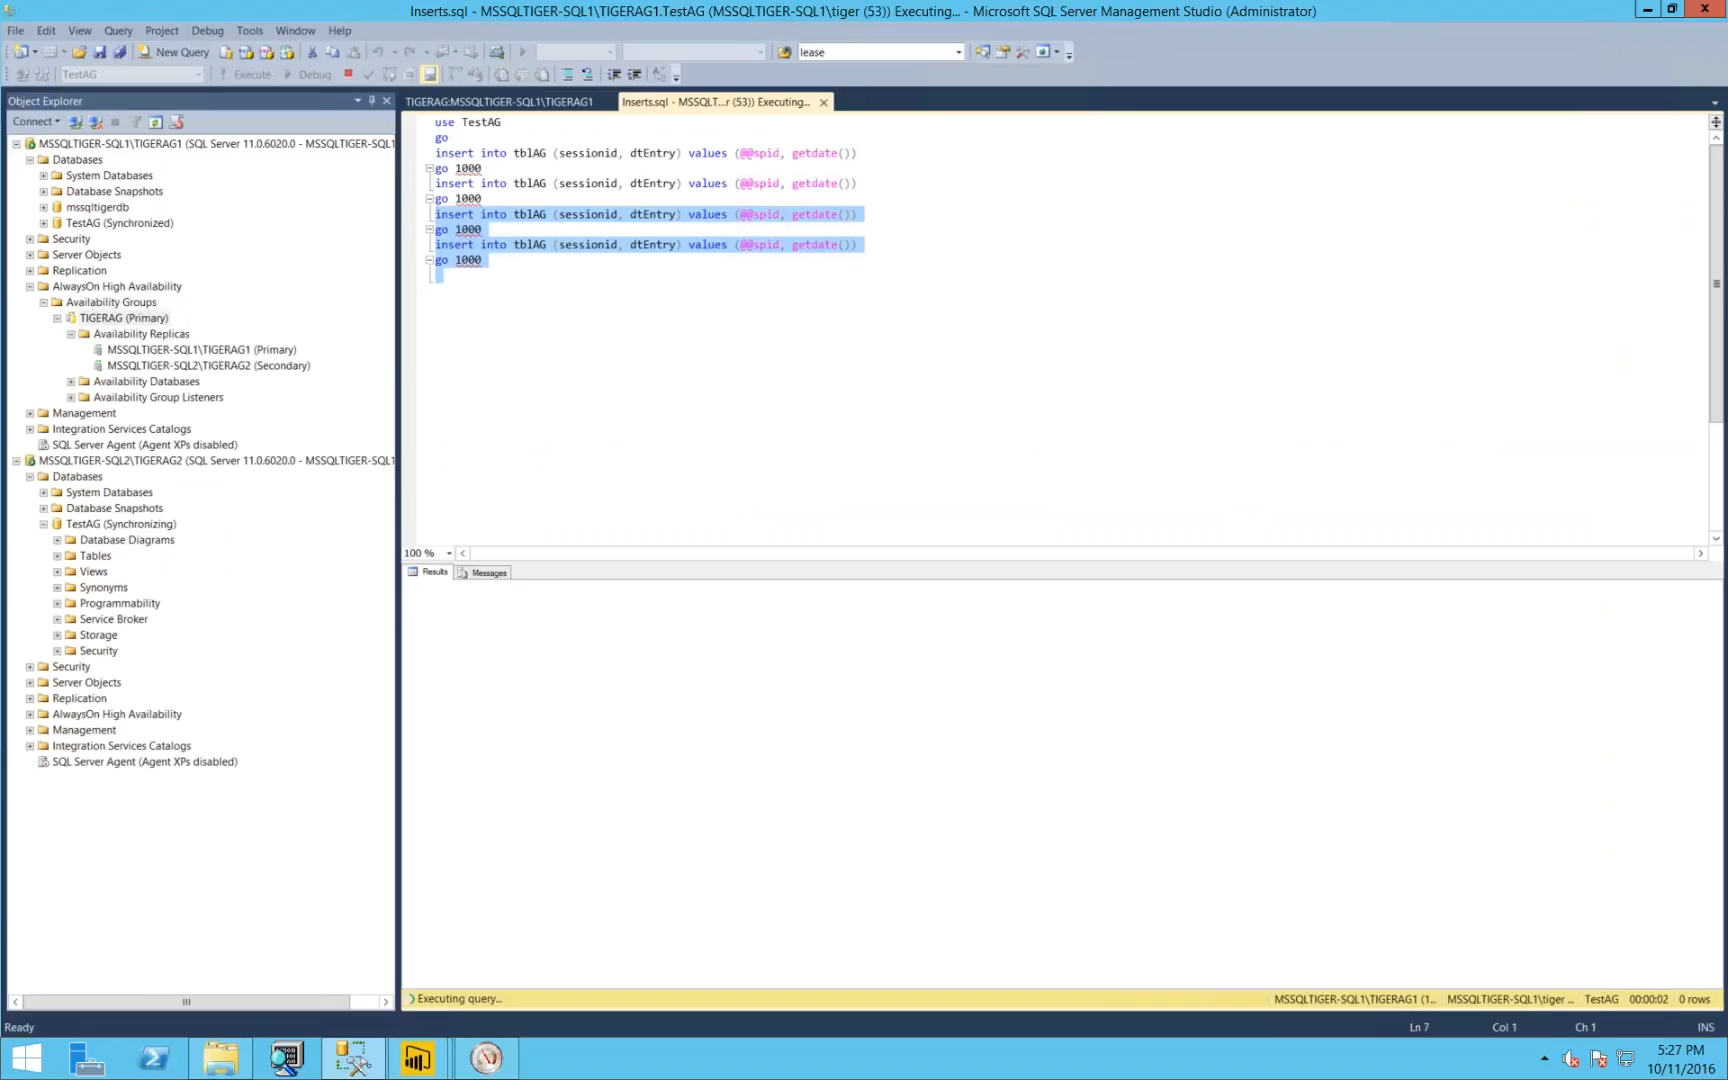 Inserts.sql - MSSQLTIGER-SQL1\TIGERAG1.TestAG (MSSQLTIGER-SQL1\tiger (53)) Executing... - Microsoft SQL Server Management Studio (Administrator)
File Edit View Query Project Debug Tools Window Help
New Query lease
TestAG Execute Debug
Object Explorer
TIGERAG:MSSQLTIGER-SQL1\TIGERAG1 Inserts.sql - MSSQLT...r (53)) Executing...
Connect
MSSQLTIGER-SQL1\TIGERAG1 (SQL Server 11.0.6020.0 - MSSQLTIGER-SQL1
Databases
System Databases
Database Snapshots
mssqltigerdb
TestAG (Synchronized)
Security
Server Objects
Replication
AlwaysOn High Availability
Availability Groups
TIGERAG (Primary)
Availability Replicas
MSSQLTIGER-SQL1\TIGERAG1 (Primary)
MSSQLTIGER-SQL2\TIGERAG2 (Secondary)
Availability Databases
Availability Group Listeners
Management
Integration Services Catalogs
SQL Server Agent (Agent XPs disabled)
MSSQLTIGER-SQL2\TIGERAG2 (SQL Server 11.0.6020.0 - MSSQLTIGER-SQL1
Databases
System Databases
Database Snapshots
TestAG (Synchronizing)
Database Diagrams
Tables
Views
Synonyms
Programmability
Service Broker
Storage
Security
Security
Server Objects
Replication
AlwaysOn High Availability
Management
Integration Services Catalogs
SQL Server Agent (Agent XPs disabled)
use TestAG
go
insert into tblAG (sessionid, dtEntry) values (@@spid, getdate())
go 1000
insert into tblAG (sessionid, dtEntry) values (@@spid, getdate())
go 1000
insert into tblAG (sessionid, dtEntry) values (@@spid, getdate())
go 1000
insert into tblAG (sessionid, dtEntry) values (@@spid, getdate())
go 1000
100 %
Results Messages
Executing query... MSSQLTIGER-SQL1\TIGERAG1 (1... MSSQLTIGER-SQL1\tiger ... TestAG 00:00:02 0 rows
Ready Ln 7 Col 1 Ch 1 INS
5:27 PM
10/11/2016